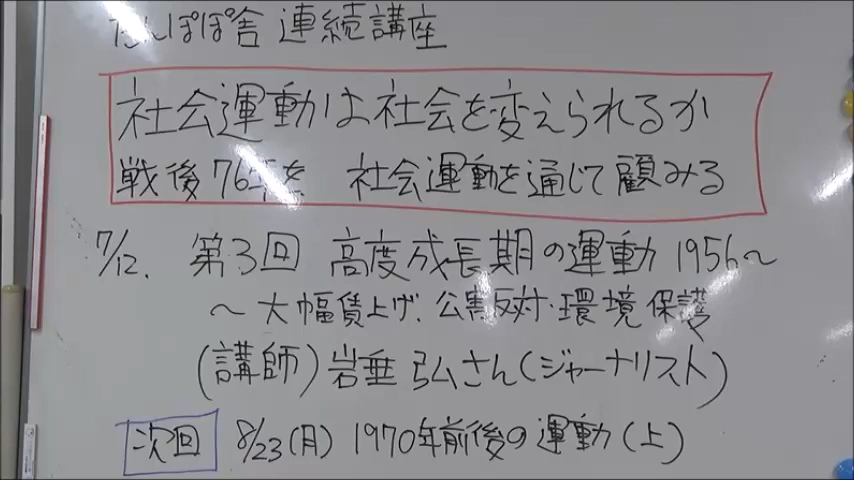 たんぽぽ舎 連続講座
社会運動は社会を変えられるか
戦後76年を 社会運動を通じて顧みる
7/12. 第3回 高度成長期の運動 1956〜
〜大幅賃上げ、公害反対・環境保護
(講師) 岩垂 弘さん(ジャーナリスト)
次回 8/23(月) 1970年前後の運動(上)